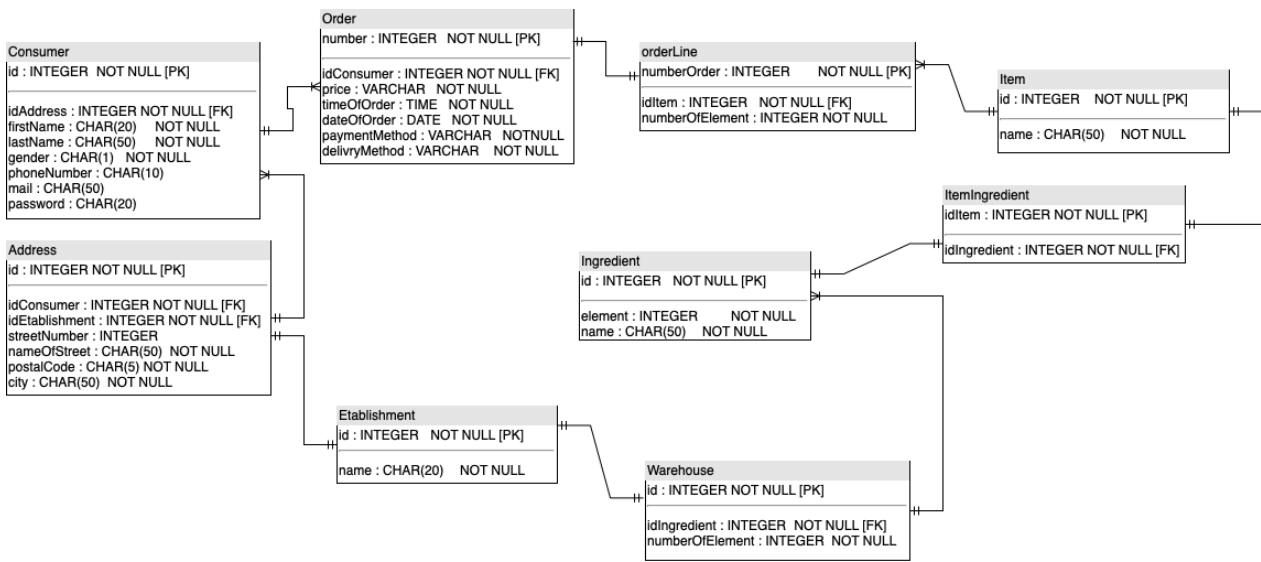 Consumer
id : INTEGER NOT NULL [PK]
idAddress : INTEGER NOT NULL [FK]
firstName : CHAR(20) NOT NULL
lastName : CHAR(50) NOT NULL
gender : CHAR(1) NOT NULL
phoneNumber : CHAR(10)
mail : CHAR(50)
password : CHAR(20)
Order
number : INTEGER NOT NULL [PK]
idConsumer : INTEGER NOT NULL [FK]
price : VARCHAR NOT NULL
timeOfOrder : TIME NOT NULL
dateOfOrder : DATE NOT NULL
paymentMethod : VARCHAR NOTNULL
delivryMethod : VARCHAR NOT NULL
orderLine
numberOrder : INTEGER NOT NULL [PK]
idItem : INTEGER NOT NULL [FK]
numberOfElement : INTEGER NOT NULL
Item
id : INTEGER NOT NULL [PK]
name : CHAR(50) NOT NULL
ItemIngredient
idItem : INTEGER NOT NULL [PK]
idIngredient : INTEGER NOT NULL [FK]
Address
id : INTEGER NOT NULL [PK]
idConsumer : INTEGER NOT NULL [FK]
idEtablishment : INTEGER NOT NULL [FK]
streetNumber : INTEGER
nameOfStreet : CHAR(50) NOT NULL
postalCode : CHAR(5) NOT NULL
city : CHAR(50) NOT NULL
Ingredient
id : INTEGER NOT NULL [PK]
element : INTEGER NOT NULL
name : CHAR(50) NOT NULL
Etablishment
id : INTEGER NOT NULL [PK]
name : CHAR(20) NOT NULL
Warehouse
id : INTEGER NOT NULL [PK]
idIngredient : INTEGER NOT NULL [FK]
numberOfElement : INTEGER NOT NULL